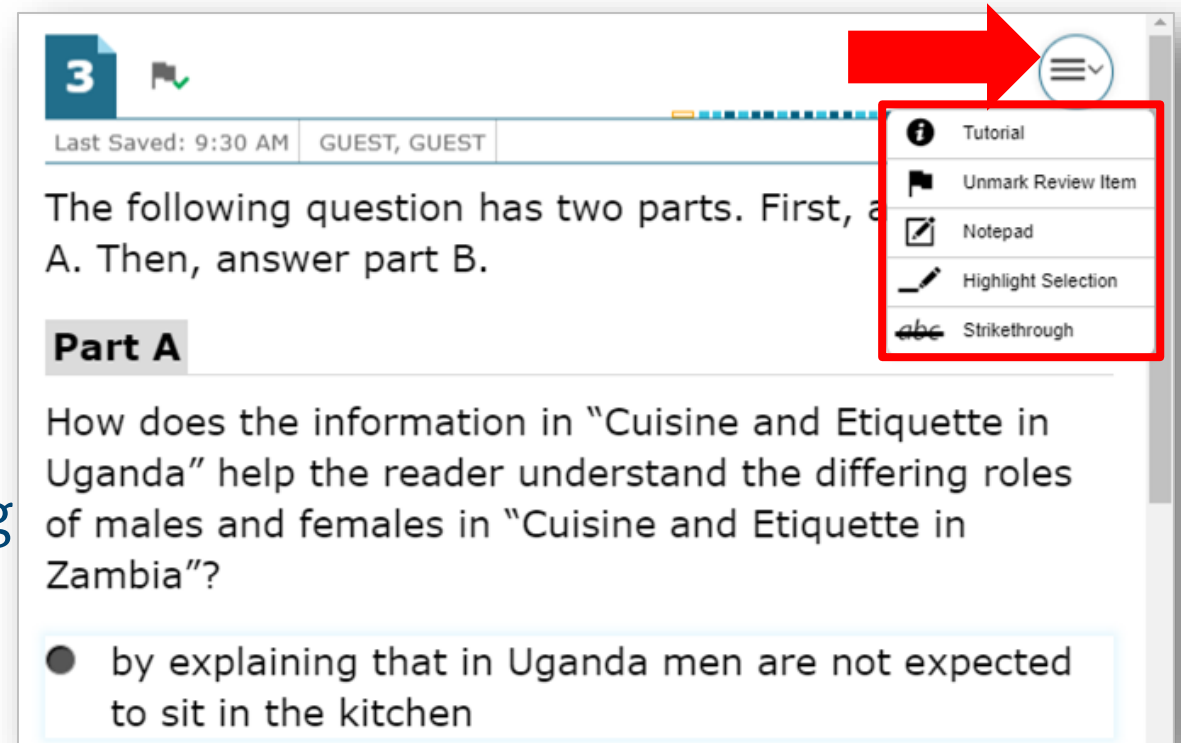 3
Last Saved: 9:30 AM GUEST, GUEST
Tutorial
Unmark Review Item
Notepad
Highlight Selection
abc Strikethrough
The following question has two parts. First, a
A. Then, answer part B.
Part A
How does the information in “Cuisine and Etiquette in
Uganda” help the reader understand the differing roles
g
of males and females in “Cuisine and Etiquette in
Zambia”?
by explaining that in Uganda men are not expected
to sit in the kitchen